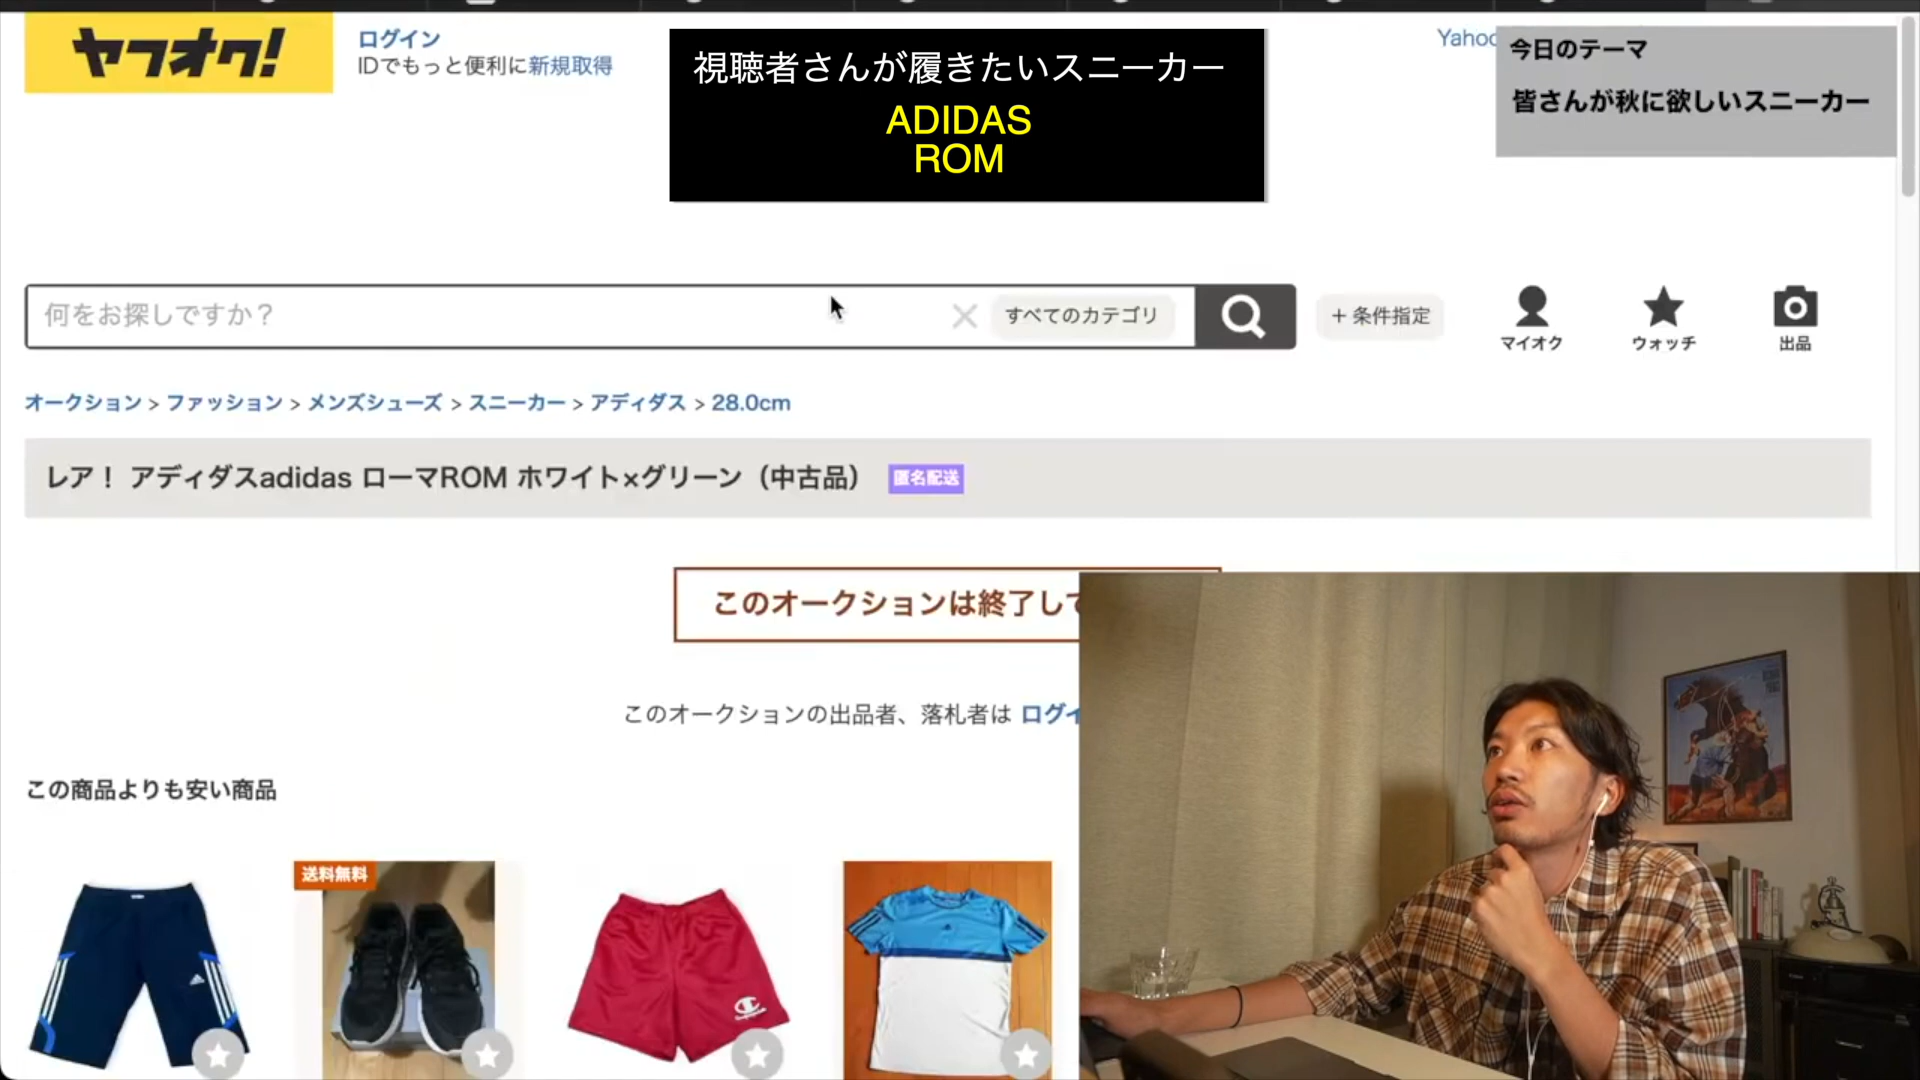 ヤフオク!
ログイン
IDでもっと便利に新規取得
視聴者さんが履きたいスニーカー
ADIDAS
ROM
Yahoo
今日のテーマ
皆さんが秋に欲しいスニーカー
何をお探しですか？
すべてのカテゴリ
+ 条件指定
マイオク
ウォッチ
出品
オークション > ファッション > メンズシューズ > スニーカー > アディダス > 28.0cm
レア！ アディダスadidas ローマROM ホワイト×グリーン（中古品）
匿名配送
このオークションは終了して
このオークションの出品者、落札者は ログイ
この商品よりも安い商品
送料無料